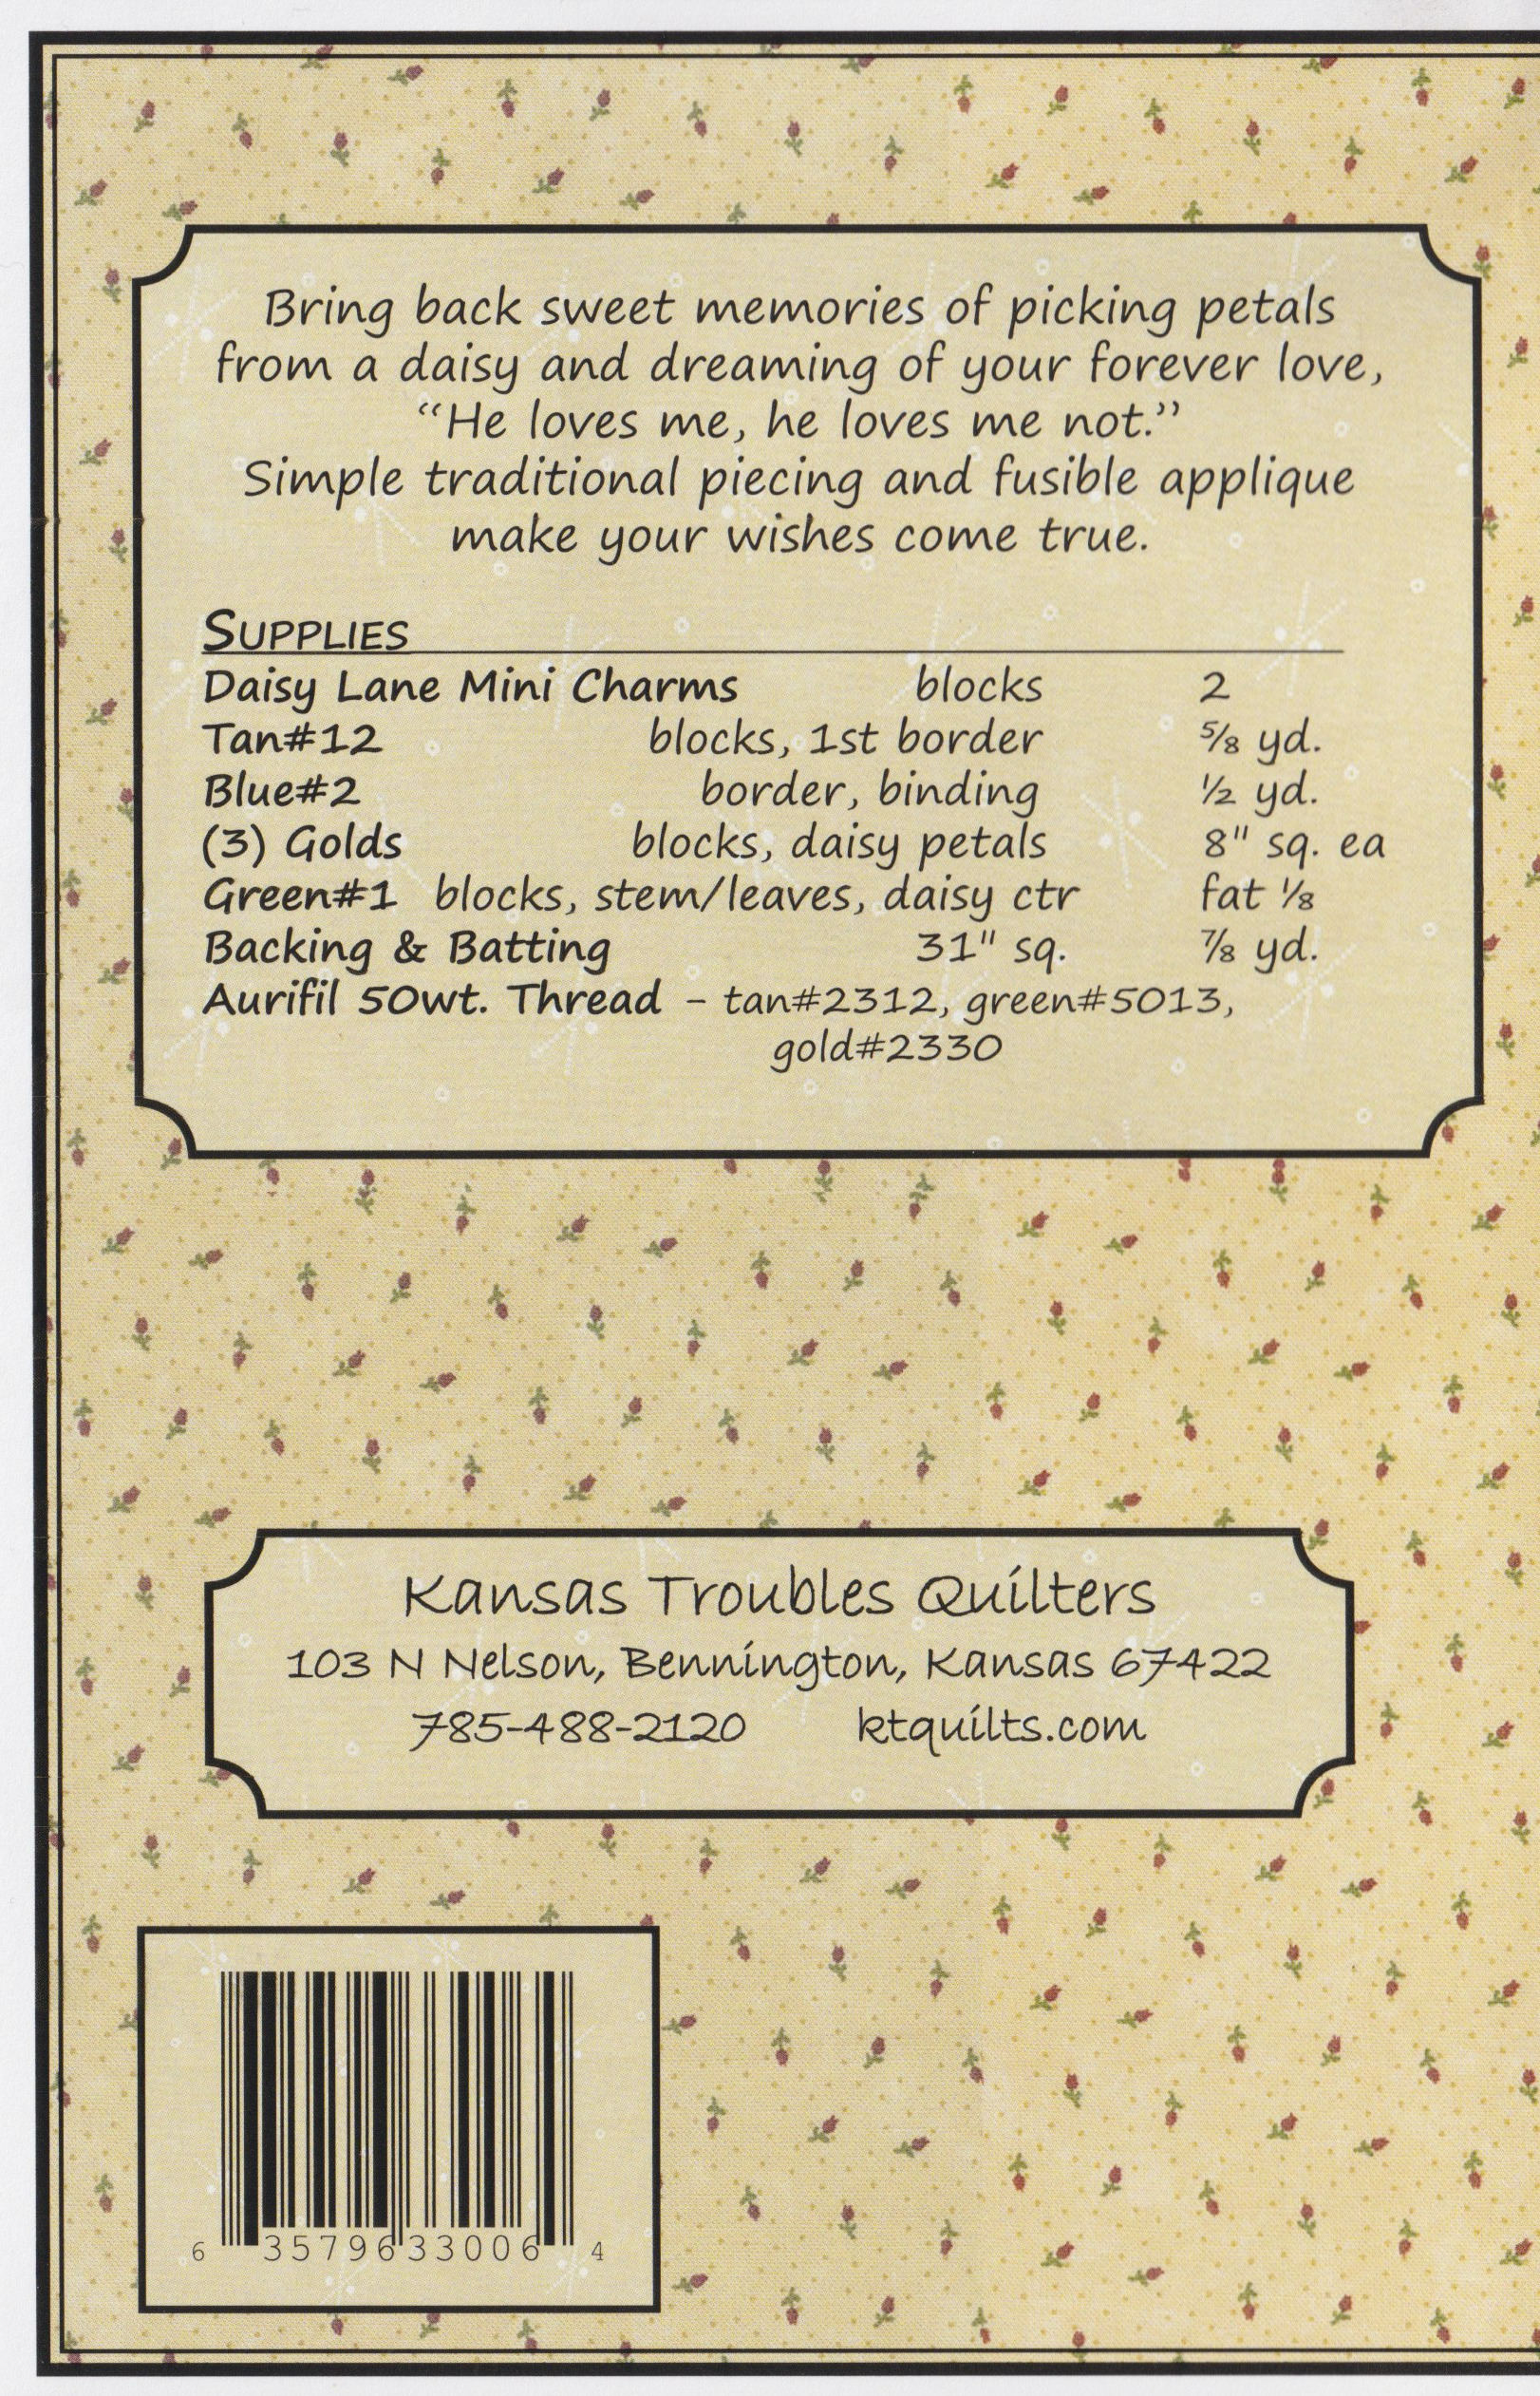 Bring back sweet memories of picking petals
from a daisy and dreaming of your forever love,
“He loves me, he loves me not.”
Simple traditional piecing and fusible applique
make your wishes come true.
SUPPLIES
Daisy Lane Mini Charms blocks 2
Tan#12 blocks, 1st border ⅝ yd.
Blue#2 border, binding ½ yd.
(3) Golds blocks, daisy petals 8" sq. ea
Green#1 blocks, stem/leaves, daisy ctr fat ⅛
Backing & Batting 31" sq. ⅞ yd.
Aurifil 50wt. Thread - tan#2312, green#5013,
gold#2330
Kansas Troubles Quilters
103 N Nelson, Bennington, Kansas 67422
785-488-2120 ktquilts.com
6 35796 33006 4